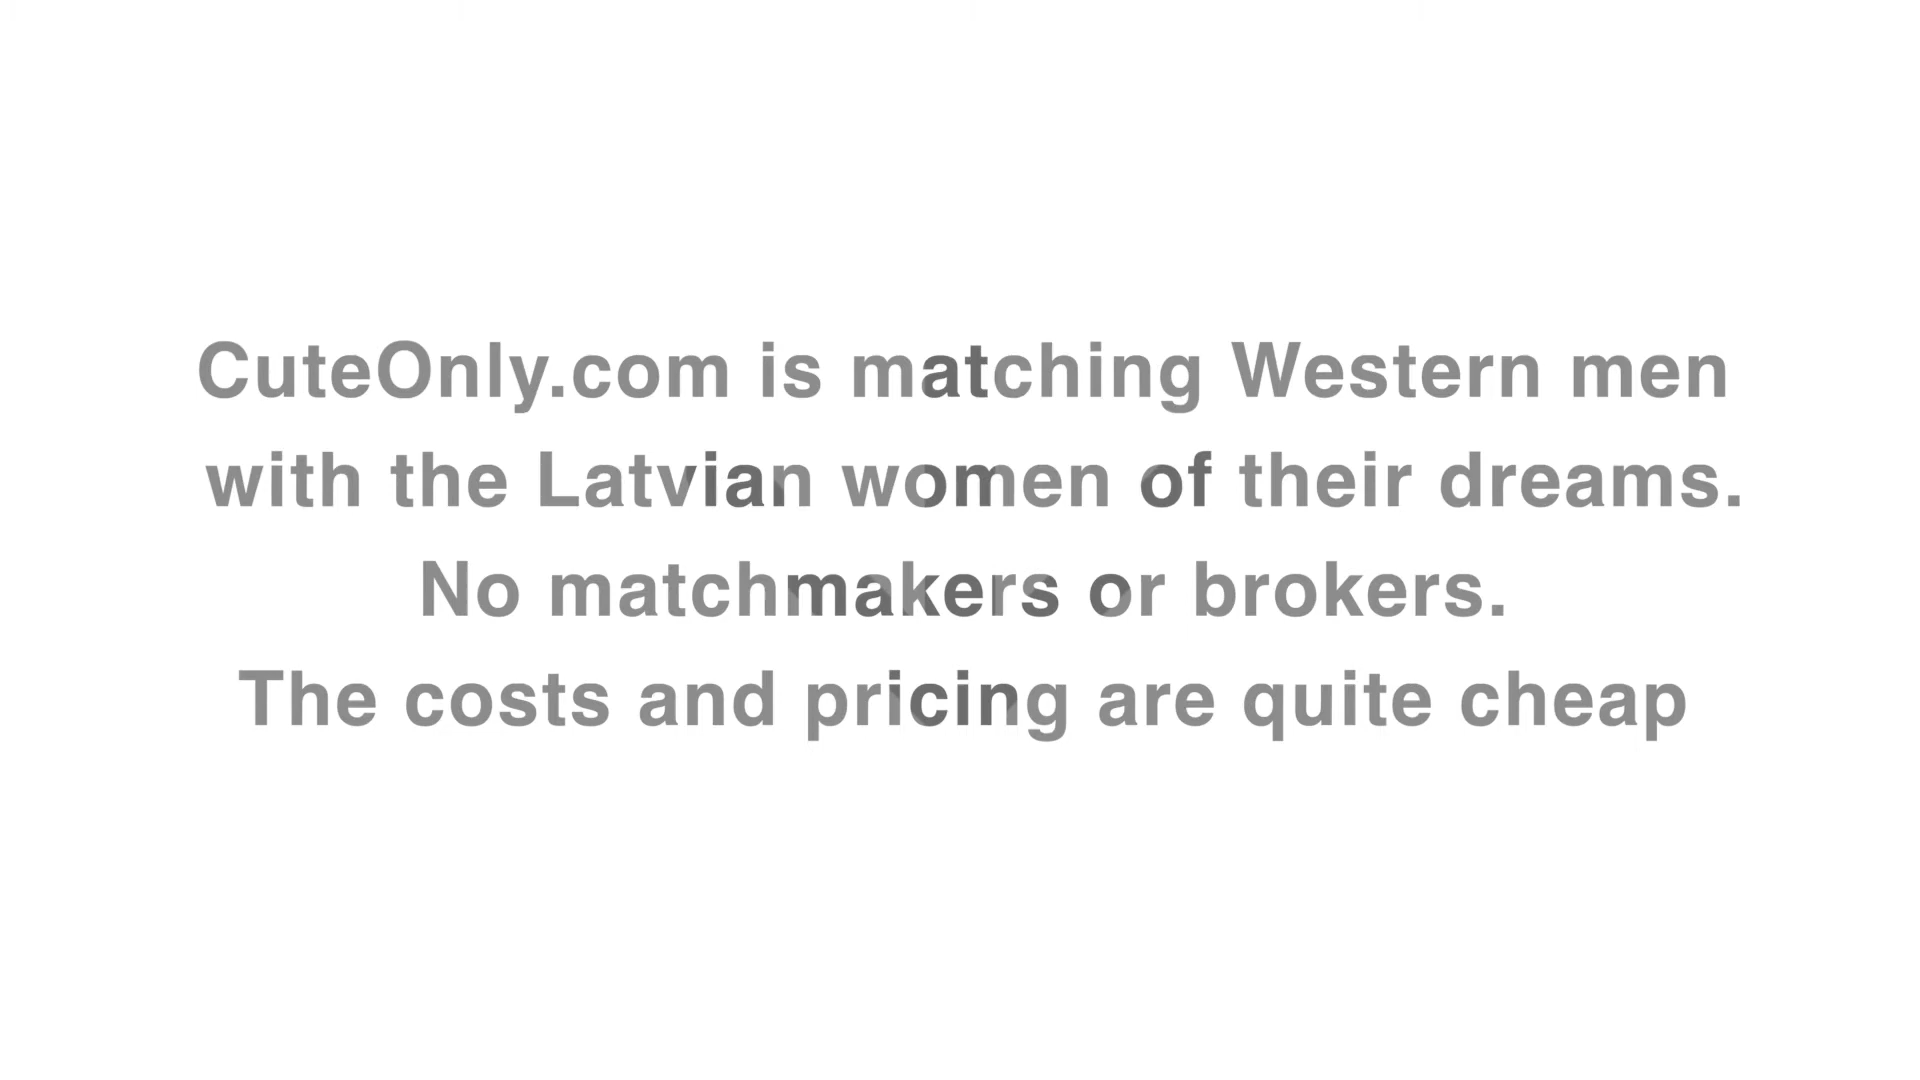 CuteOnly.com is matching Western men
with the Latvian women of their dreams.
No matchmakers or brokers.
The costs and pricing are quite cheap